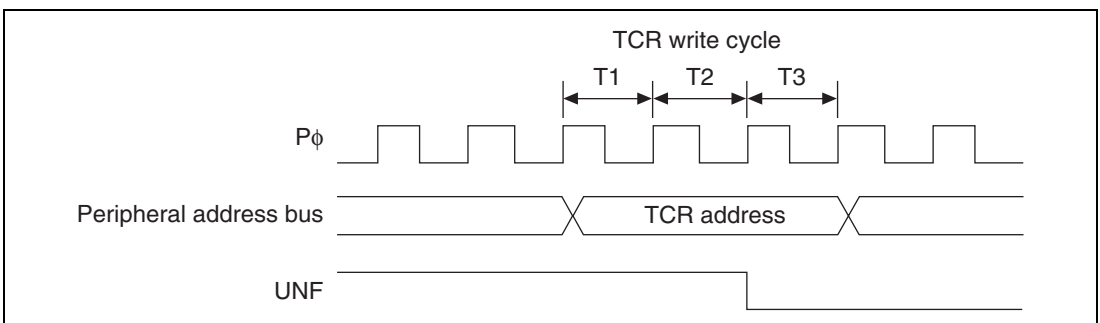 TCR write cycle
T1 T2 T3
Pϕ
Peripheral address bus
TCR address
UNF